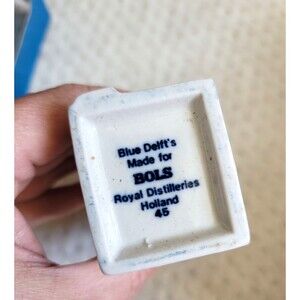 Blue Delft's
Made for
BOLS
Royal Distilleries
Holland
45